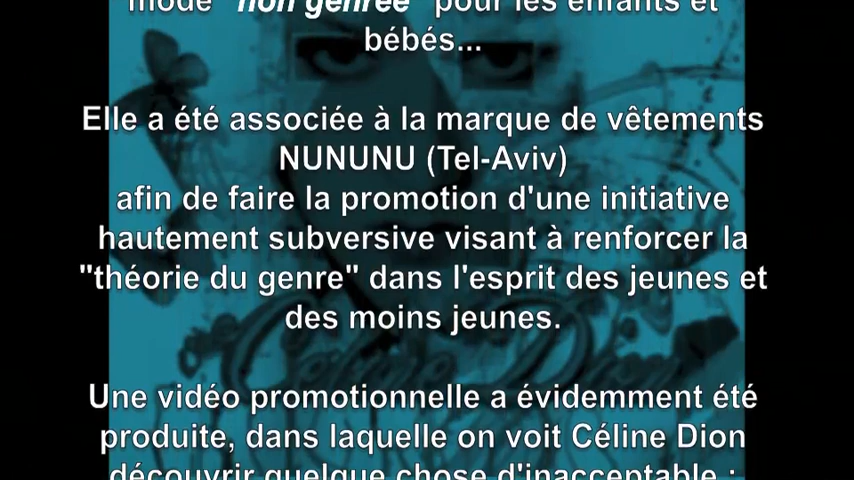 mode "non genrée" pour les enfants et
bébés...
Elle a été associée à la marque de vêtements
NUNUNU (Tel-Aviv)
afin de faire la promotion d'une initiative
hautement subversive visant à renforcer la
"théorie du genre" dans l'esprit des jeunes et
des moins jeunes.
Céline Dion
Une vidéo promotionnelle a évidemment été
produite, dans laquelle on voit Céline Dion
découvrir quelque chose d'inacceptable :